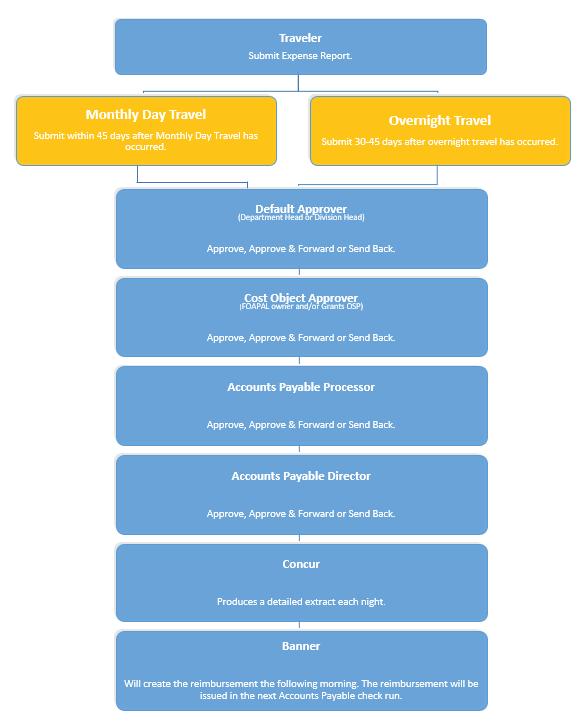 Traveler
Submit Expense Report.
Monthly Day Travel
Submit within 45 days after Monthly Day Travel has
occurred.
Overnight Travel
Submit 30-45 days after overnight travel has occurred.
Default Approver
(Department Head or Division Head)
Approve, Approve & Forward or Send Back.
Cost Object Approver
(FOAPAL owner and/or Grants OSP)
Approve, Approve & Forward or Send Back.
Accounts Payable Processor
Approve, Approve & Forward or Send Back.
Accounts Payable Director
Approve, Approve & Forward or Send Back.
Concur
Produces a detailed extract each night.
Banner
Will create the reimbursement the following morning. The reimbursement will be
issued in the next Accounts Payable check run.